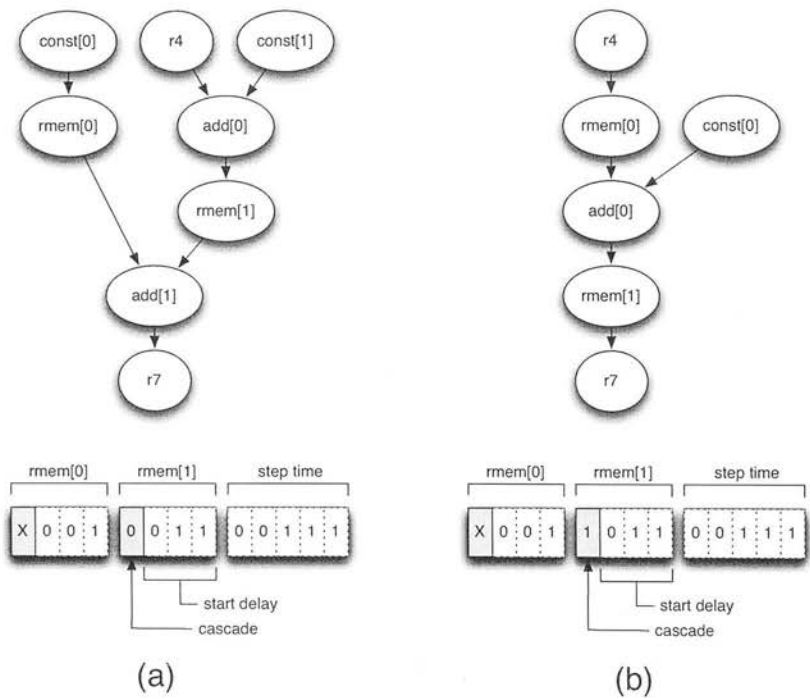 const[0] r4 const[1] r4
rmem[0] add[0] rmem[0] const[0]
rmem[1] add[0]
add[1] rmem[1]
r7 r7
rmem[0] rmem[1] step time rmem[0] rmem[1] step time
X 0 0 1 0 0 1 1 0 0 1 1 1 X 0 0 1 1 0 1 1 0 0 1 1 1
start delay start delay
cascade cascade
(a) (b)